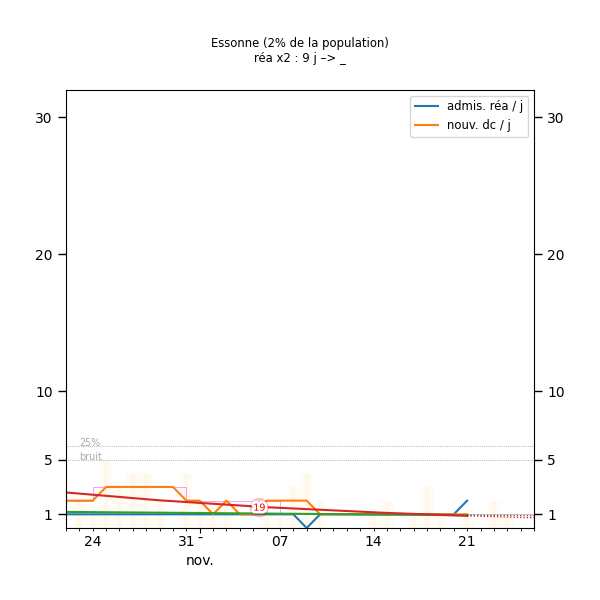 Essonne (2% de la population)
réa x2 : 9 j –> _
admis. réa / j
nouv. dc / j
30 30
20 20
10 10
25%
bruit
5 5
19
1 1
24 31 - 07 14 21
nov.